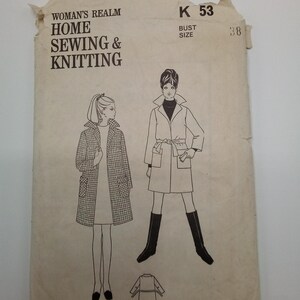 WOMAN'S REALM
HOME
SEWING &
KNITTING
K 53
BUST
SIZE
38